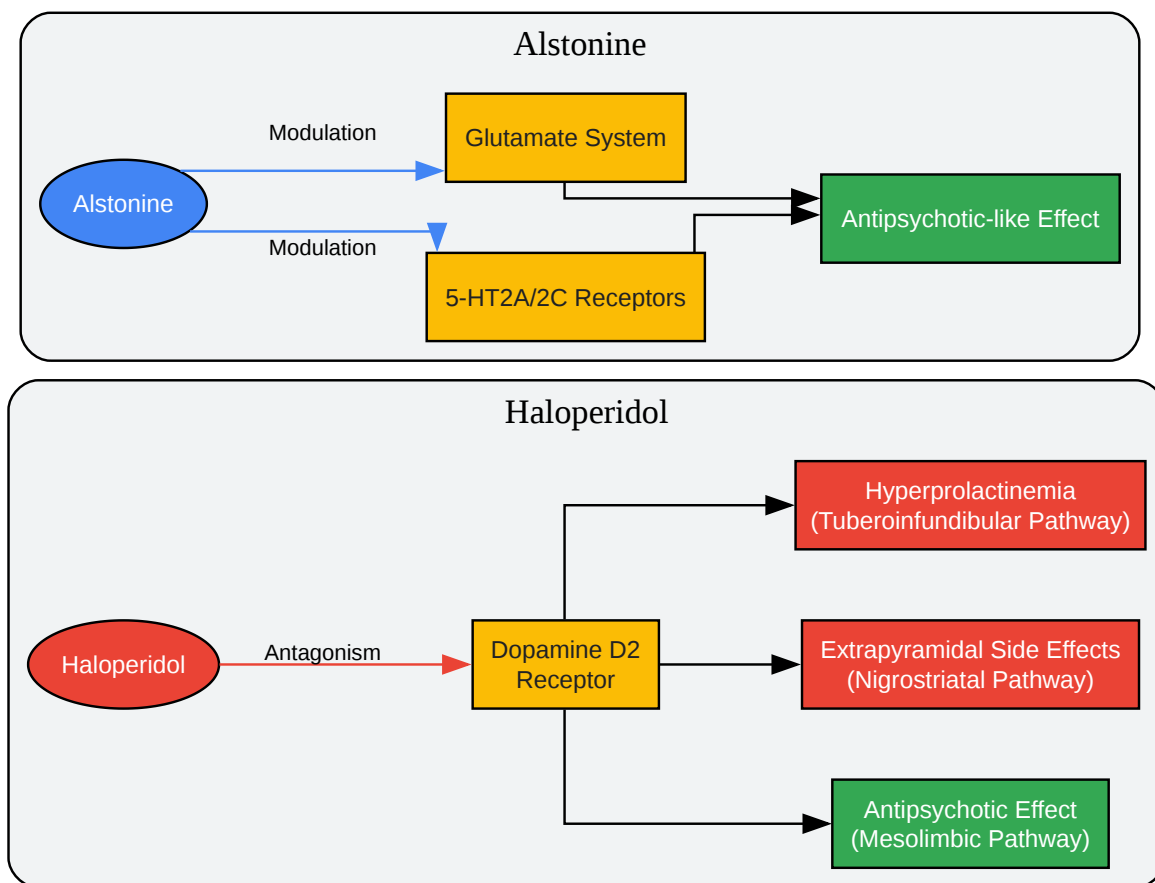 Alstonine
Modulation
Glutamate System
Alstonine
Antipsychotic-like Effect
Modulation
5-HT2A/2C Receptors
Haloperidol
Hyperprolactinemia
(Tuberoinfundibular Pathway)
Haloperidol
Antagonism
Dopamine D2
Receptor
Extrapyramidal Side Effects
(Nigrostriatal Pathway)
Antipsychotic Effect
(Mesolimbic Pathway)